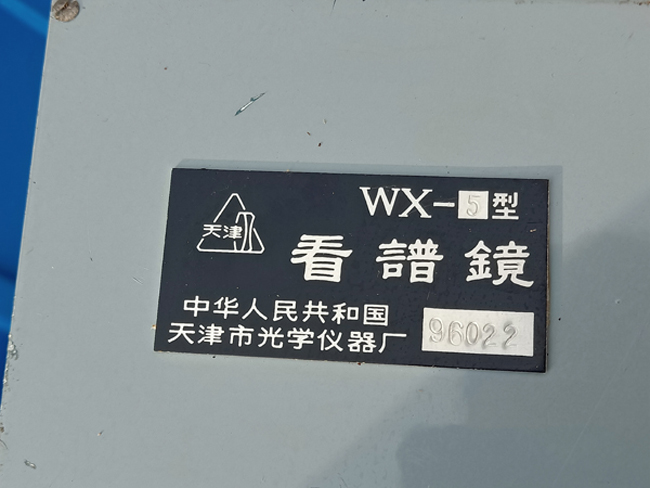 天津
WX-5型
看譜鏡
中华人民共和国
天津市光学仪器厂
96022